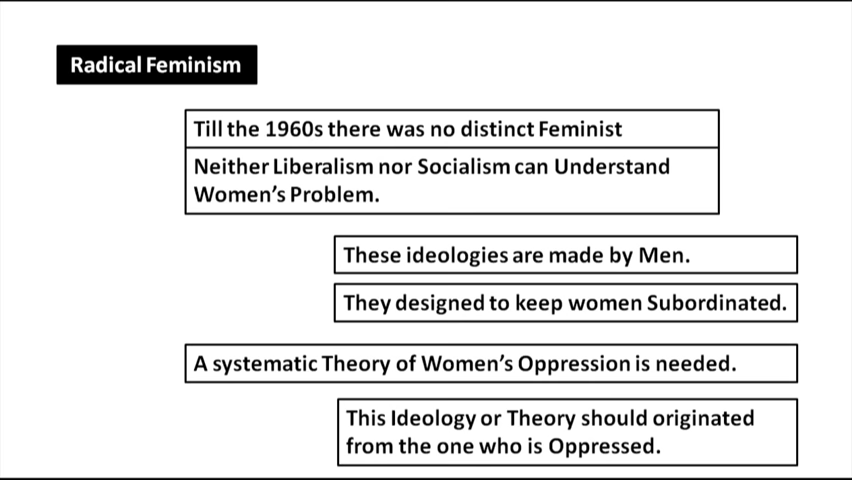 Radical Feminism
Till the 1960s there was no distinct Feminist
Neither Liberalism nor Socialism can Understand
Women's Problem.
These ideologies are made by Men.
They designed to keep women Subordinated.
A systematic Theory of Women's Oppression is needed.
This Ideology or Theory should originated
from the one who is Oppressed.